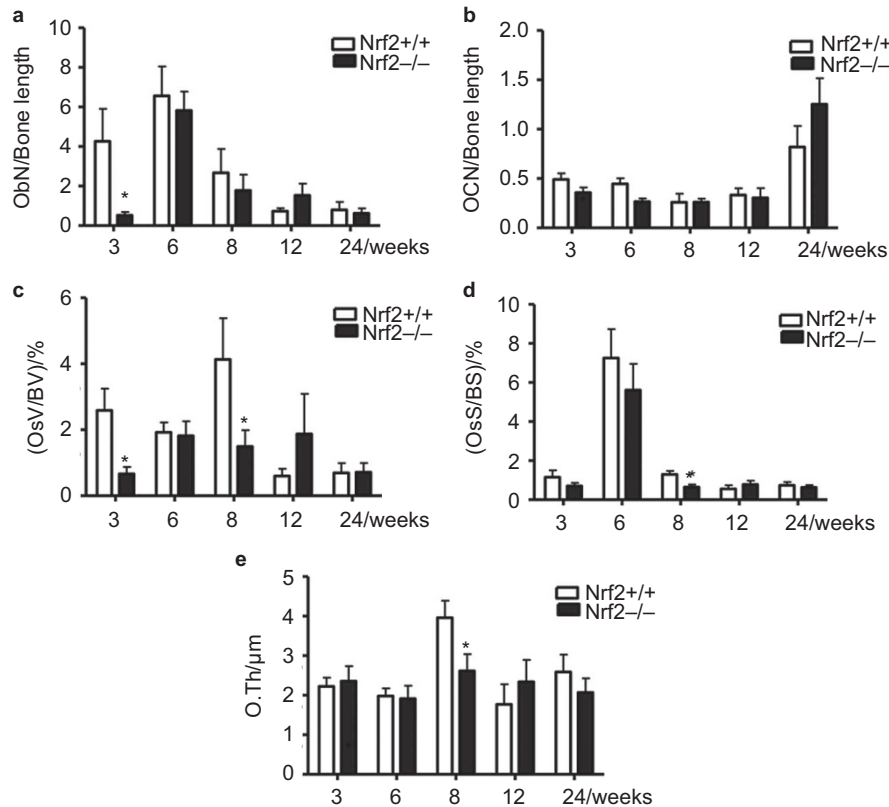 a
ObN/Bone length
10
8
6
4
2
0
Nrf2+/+
Nrf2–/–
*
3 6 8 12 24/weeks
b
OCN/Bone length
2.0
1.5
1.0
0.5
0.0
Nrf2+/+
Nrf2–/–
3 6 8 12 24/weeks
c
(OsV/BV)/%
6
4
2
0
Nrf2+/+
Nrf2–/–
*
*
3 6 8 12 24/weeks
d
(OsS/BS)/%
10
8
6
4
2
0
Nrf2+/+
Nrf2–/–
*
3 6 8 12 24/weeks
e
O.Th/µm
5
4
3
2
1
0
Nrf2+/+
Nrf2–/–
*
3 6 8 12 24/weeks